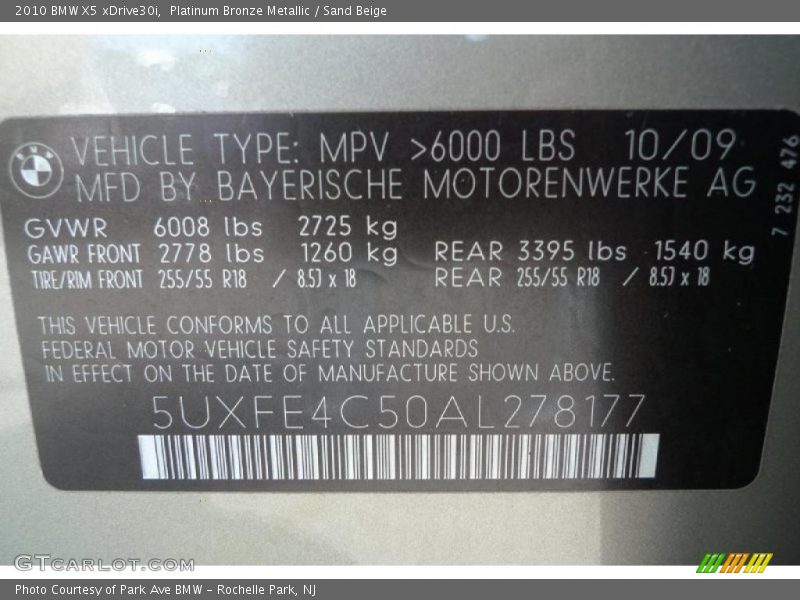 2010 BMW X5 xDrive30i, Platinum Bronze Metallic / Sand Beige
VEHICLE TYPE: MPV >6000 LBS 10/09
MFD BY BAYERISCHE MOTORENWERKE AG
7 232 476
GVWR 6008 lbs 2725 kg
GAWR FRONT 2778 lbs 1260 kg REAR 3395 lbs 1540 kg
TIRE/RIM FRONT 255/55 R18 / 8.5J x 18 REAR 255/55 R18 / 8.5J x 18
THIS VEHICLE CONFORMS TO ALL APPLICABLE U.S.
FEDERAL MOTOR VEHICLE SAFETY STANDARDS
IN EFFECT ON THE DATE OF MANUFACTURE SHOWN ABOVE.
5UXFE4C50AL278177
GTCARLOT.COM
Photo Courtesy of Park Ave BMW - Rochelle Park, NJ